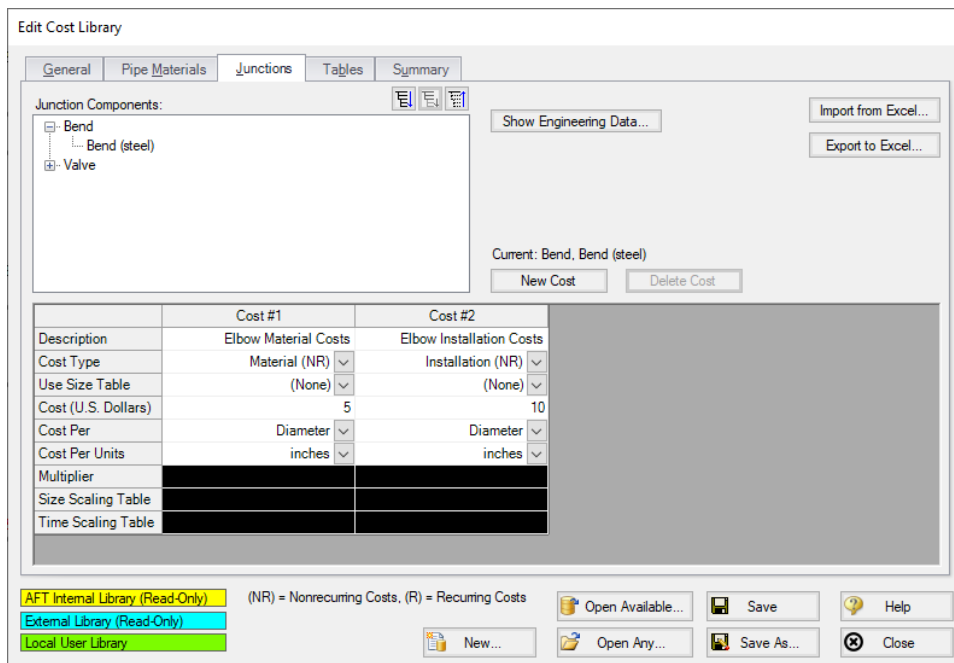 Edit Cost Library
General Pipe Materials Junctions Tables Summary
Junction Components:
Show Engineering Data...
Import from Excel...
Export to Excel...
Bend
Bend (steel)
Valve
Current: Bend, Bend (steel)
New Cost Delete Cost
Cost #1 Cost #2
Description Elbow Material Costs Elbow Installation Costs
Cost Type Material (NR) Installation (NR)
Use Size Table (None) (None)
Cost (U.S. Dollars) 5 10
Cost Per Diameter Diameter
Cost Per Units inches inches
Multiplier
Size Scaling Table
Time Scaling Table
AFT Internal Library (Read-Only)
External Library (Read-Only)
Local User Library
(NR) = Nonrecurring Costs, (R) = Recurring Costs
Open Available... Save Help
New... Open Any... Save As... Close